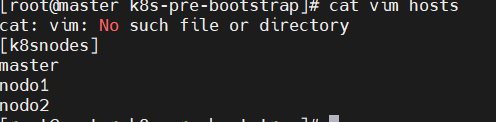 [root@master k8s-pre-bootstrap]# cat vim hosts
cat: vim: No such file or directory
[k8snodes]
master
nodo1
nodo2